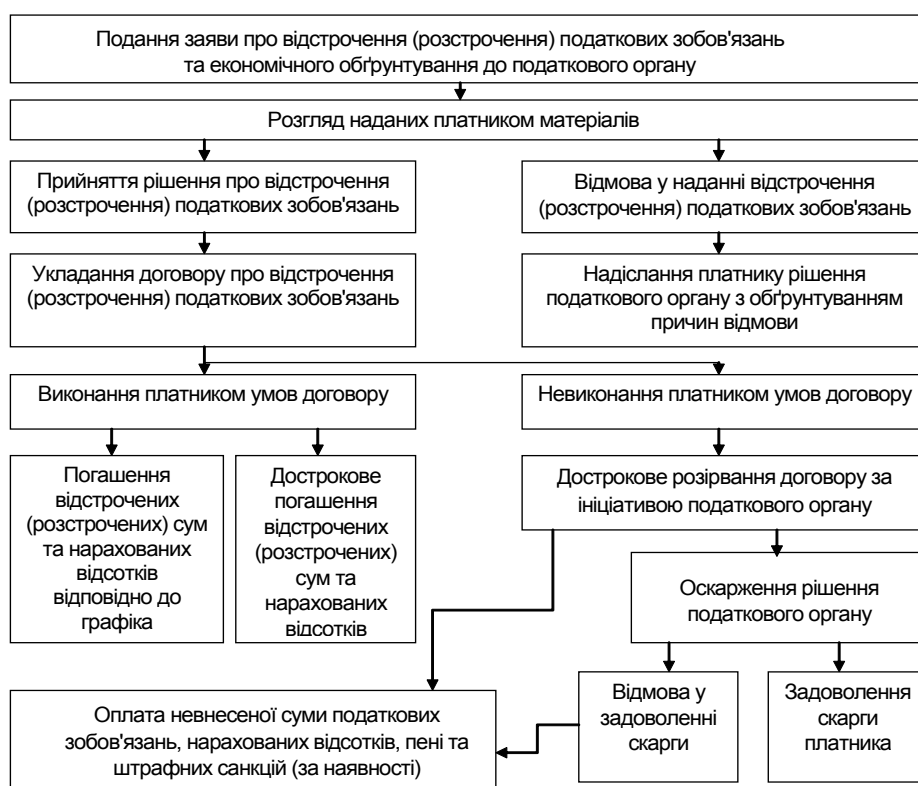 Подання заяви про відстрочення (розстрочення) податкових зобов'язань
та економічного обґрунтування до податкового органу
Розгляд наданих платником матеріалів
Прийняття рішення про відстрочення
(розстрочення) податкових зобов'язань
Відмова у наданні відстрочення
(розстрочення) податкових зобов'язань
Укладання договору про відстрочення
(розстрочення) податкових зобов'язань
Надіслання платнику рішення
податкового органу з обґрунтуванням
причин відмови
Виконання платником умов договору
Невиконання платником умов договору
Погашення
відстрочених
(розстрочених) сум
та нарахованих
відсотків
відповідно до
графіка
Дострокове
погашення
відстрочених
(розстрочених)
сум та
нарахованих
відсотків
Дострокове розірвання договору за
ініціативою податкового органу
Оскарження рішення
податкового органу
Відмова у
задоволенні
скарги
Задоволення
скарги
платника
Оплата невнесеної суми податкових
зобов'язань, нарахованих відсотків, пені та
штрафних санкцій (за наявності)